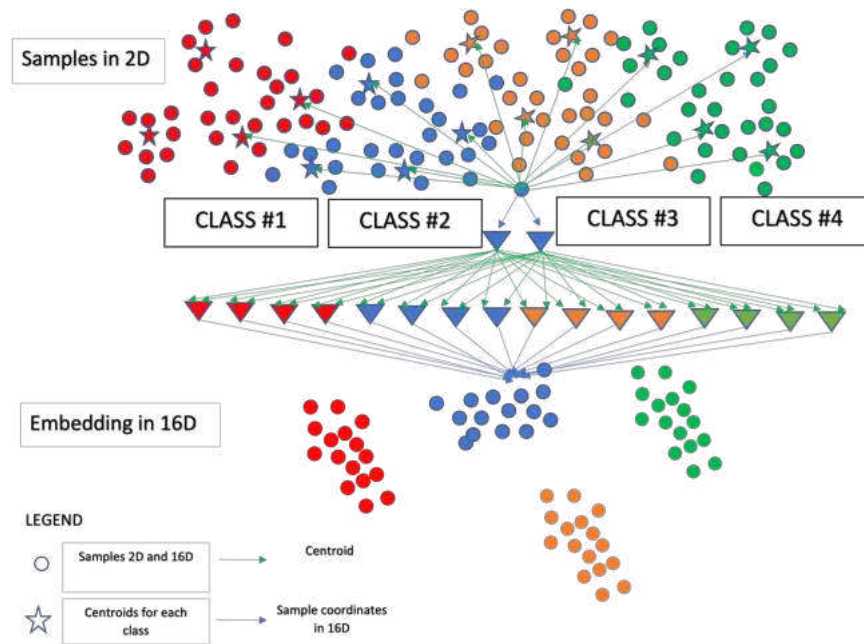 Samples in 2D
CLASS #1
CLASS #2
CLASS #3
CLASS #4
Embedding in 16D
LEGEND
Samples 2D and 16D
Centroid
Centroids for each
class
Sample coordinates
in 16D